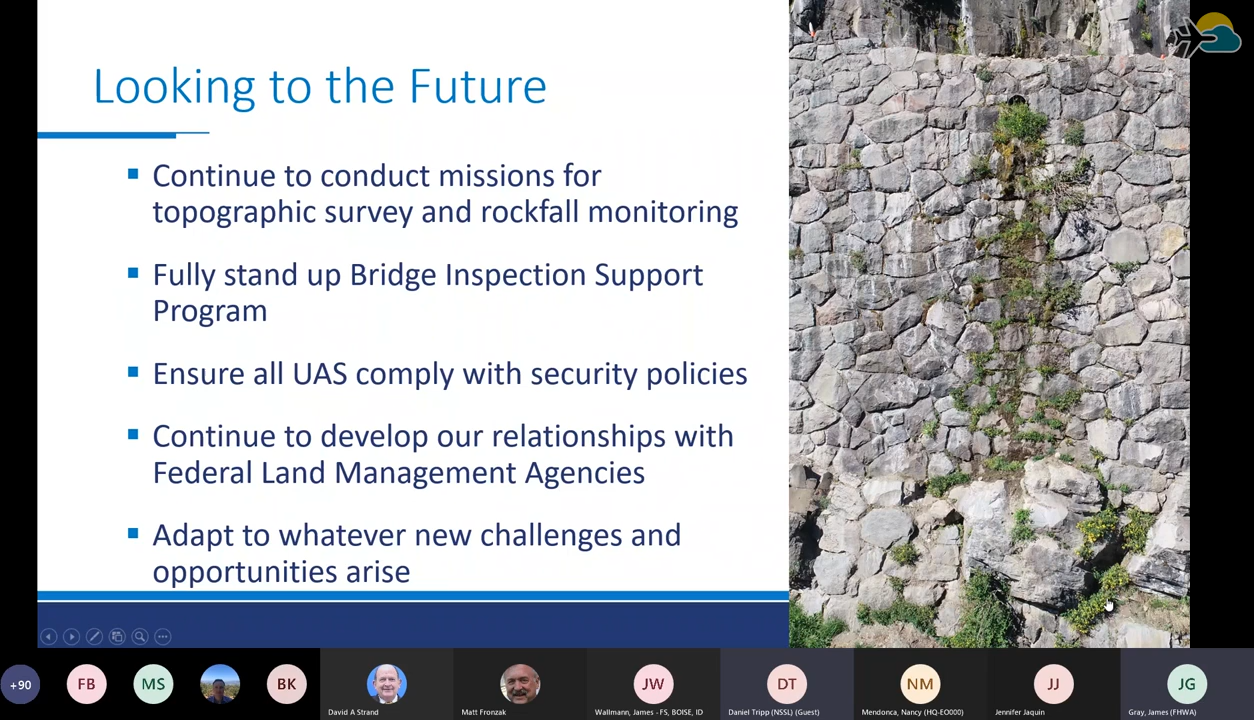 Looking to the Future
Continue to conduct missions for
topographic survey and rockfall monitoring
Fully stand up Bridge Inspection Support
Program
Ensure all UAS comply with security policies
Continue to develop our relationships with
Federal Land Management Agencies
Adapt to whatever new challenges and
opportunities arise
+90
FB
MS
BK
David A Strand
Matt Fronzak
JW
Wallmann, James - FS, BOISE, ID
DT
Daniel Tripp (NSSL) (Guest)
NM
Mendonca, Nancy (HQ-EO000)
JJ
Jennifer Jaquin
JG
Gray, James (FHWA)